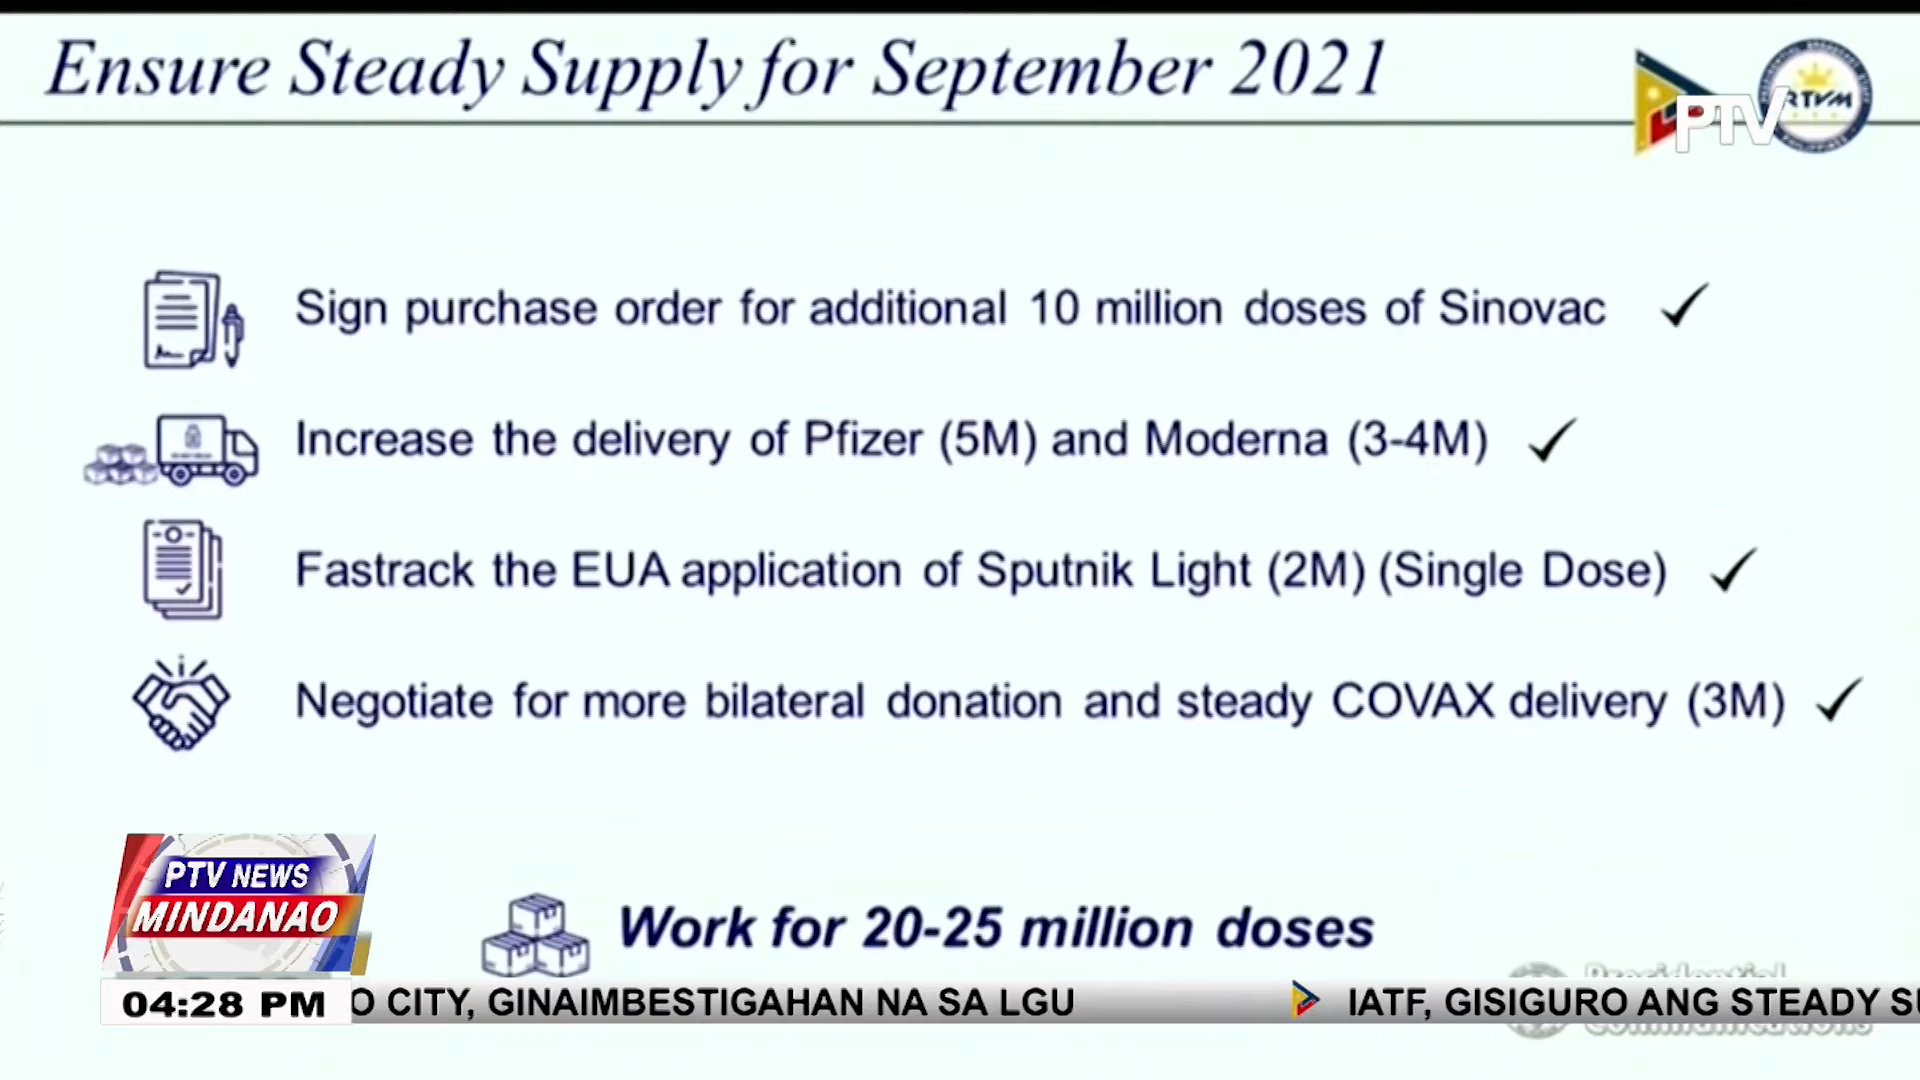 Ensure Steady Supply for September 2021
PTV
RTVM
Sign purchase order for additional 10 million doses of Sinovac
Increase the delivery of Pfizer (5M) and Moderna (3-4M)
Fastrack the EUA application of Sputnik Light (2M) (Single Dose)
Negotiate for more bilateral donation and steady COVAX delivery (3M)
Work for 20-25 million doses
PTV NEWS
MINDANAO
Presidential
04:28 PM
O CITY, GINAIMBESTIGAHAN NA SA LGU
IATF, GISIGURO ANG STEADY
Communications